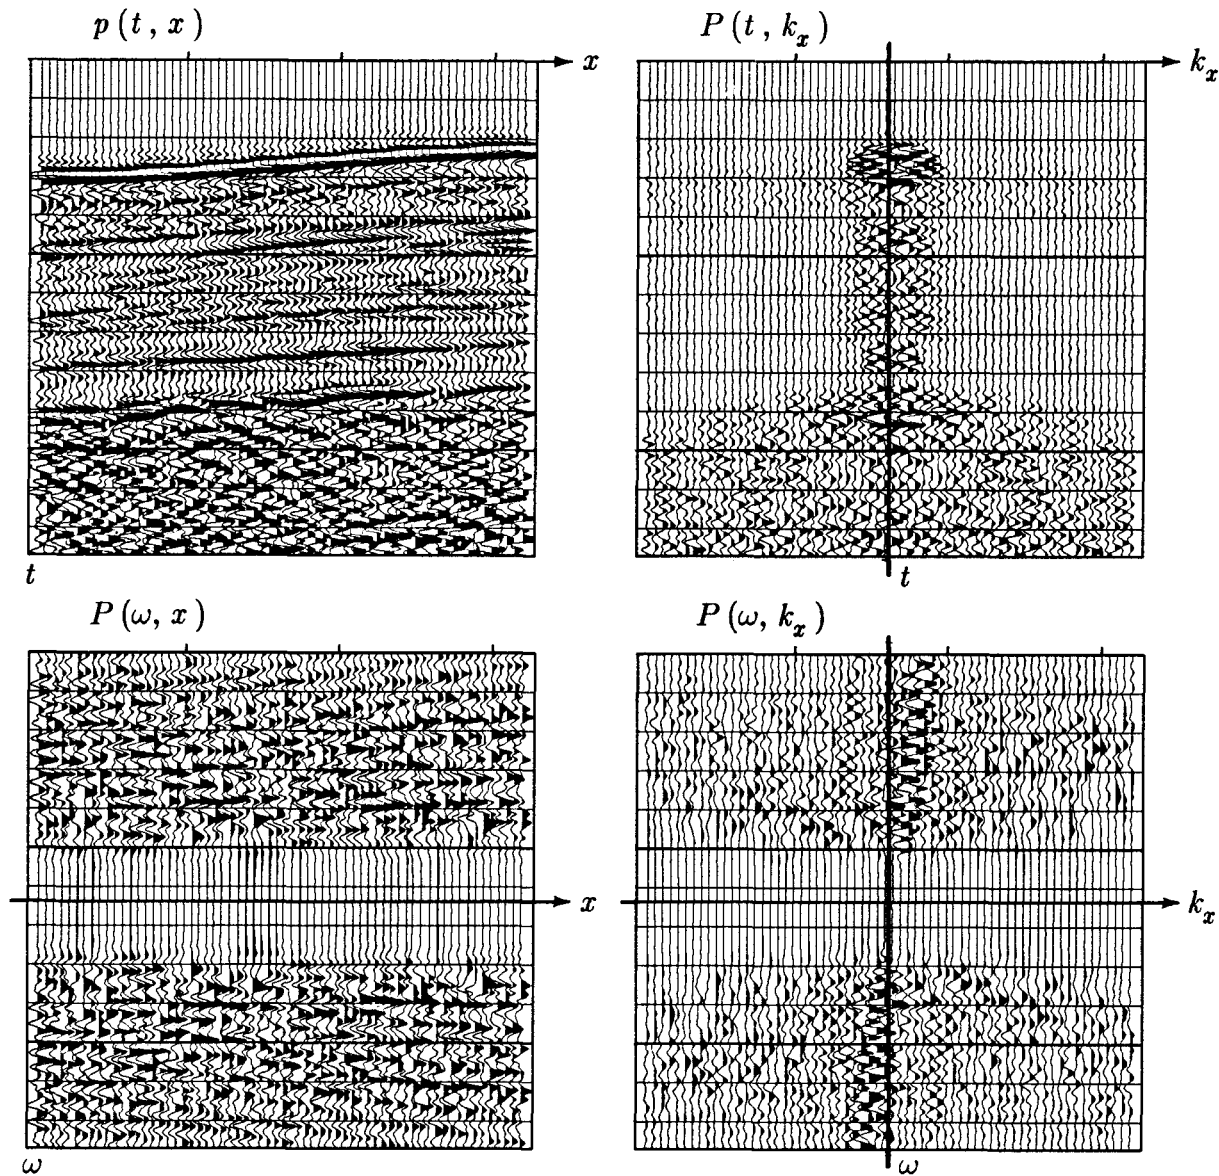 p ( t , x )
x
t
P ( t , k_x )
k_x
t
P ( ω, x )
x
ω
P ( ω, k_x )
k_x
ω